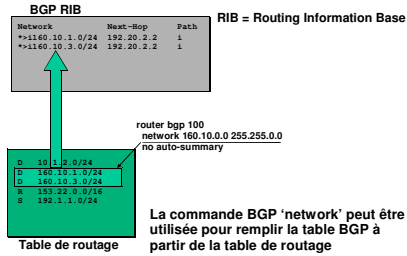 BGP RIB
RIB = Routing Information Base
Network Next-Hop Path
*>i160.10.1.0/24 192.20.2.2 i
*>i160.10.3.0/24 192.20.2.2 i
router bgp 100
network 160.10.0.0 255.255.0.0
no auto-summary
D 10.1.2.0/24
D 160.10.1.0/24
D 160.10.3.0/24
R 153.22.0.0/16
S 192.1.1.0/24
Table de routage
La commande BGP ‘network’ peut être
utilisée pour remplir la table BGP à
partir de la table de routage